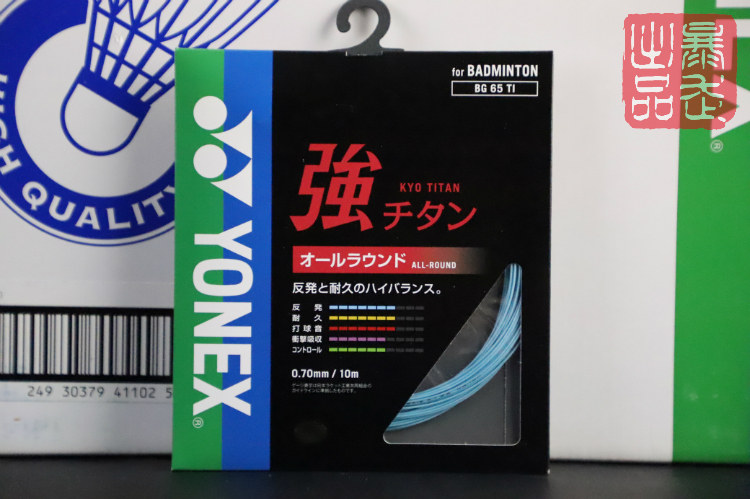 for BADMINTON
BG 65 TI
YONEX
®
強チタン
KYO TITAN
オールラウンド ALL-ROUND
反発と耐久のハイバランス。
反発
耐久
打球音
衝撃吸収
コントロール
0.70mm / 10m
QUALITY
249 30379 41102 5
®